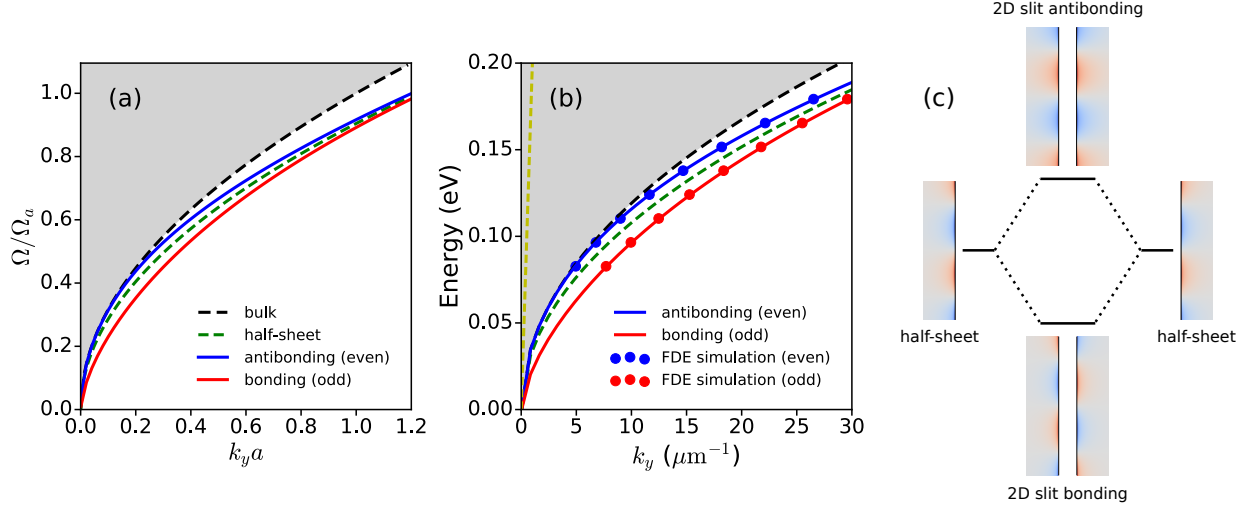 (a)
Ω/Ω_a
1.0
0.8
0.6
0.4
0.2
0.0
bulk
half-sheet
antibonding (even)
bonding (odd)
0.0 0.2 0.4 0.6 0.8 1.0 1.2
k_y a
(b)
Energy (eV)
0.20
0.15
0.10
0.05
0.00
antibonding (even)
bonding (odd)
FDE simulation (even)
FDE simulation (odd)
0 5 10 15 20 25 30
k_y (μm⁻¹)
2D slit antibonding
(c)
half-sheet
half-sheet
2D slit bonding